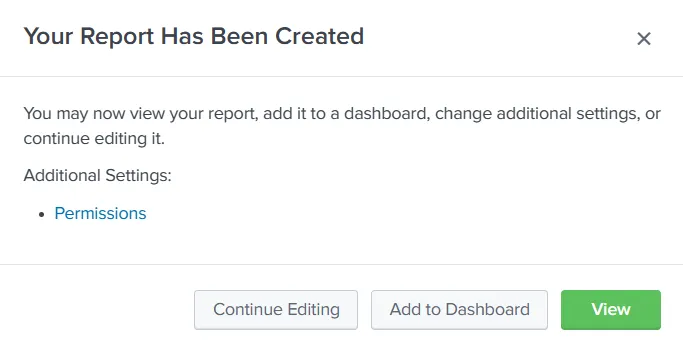 Your Report Has Been Created
You may now view your report, add it to a dashboard, change additional settings, or
continue editing it.
Additional Settings:
Permissions
Continue Editing
Add to Dashboard
View